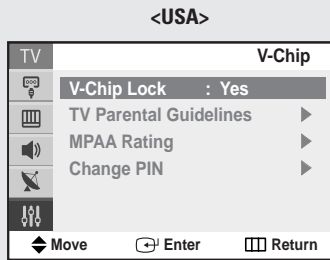 <USA>
TV
V-Chip
V-Chip Lock : Yes
TV Parental Guidelines
MPAA Rating
Change PIN
Move Enter Return